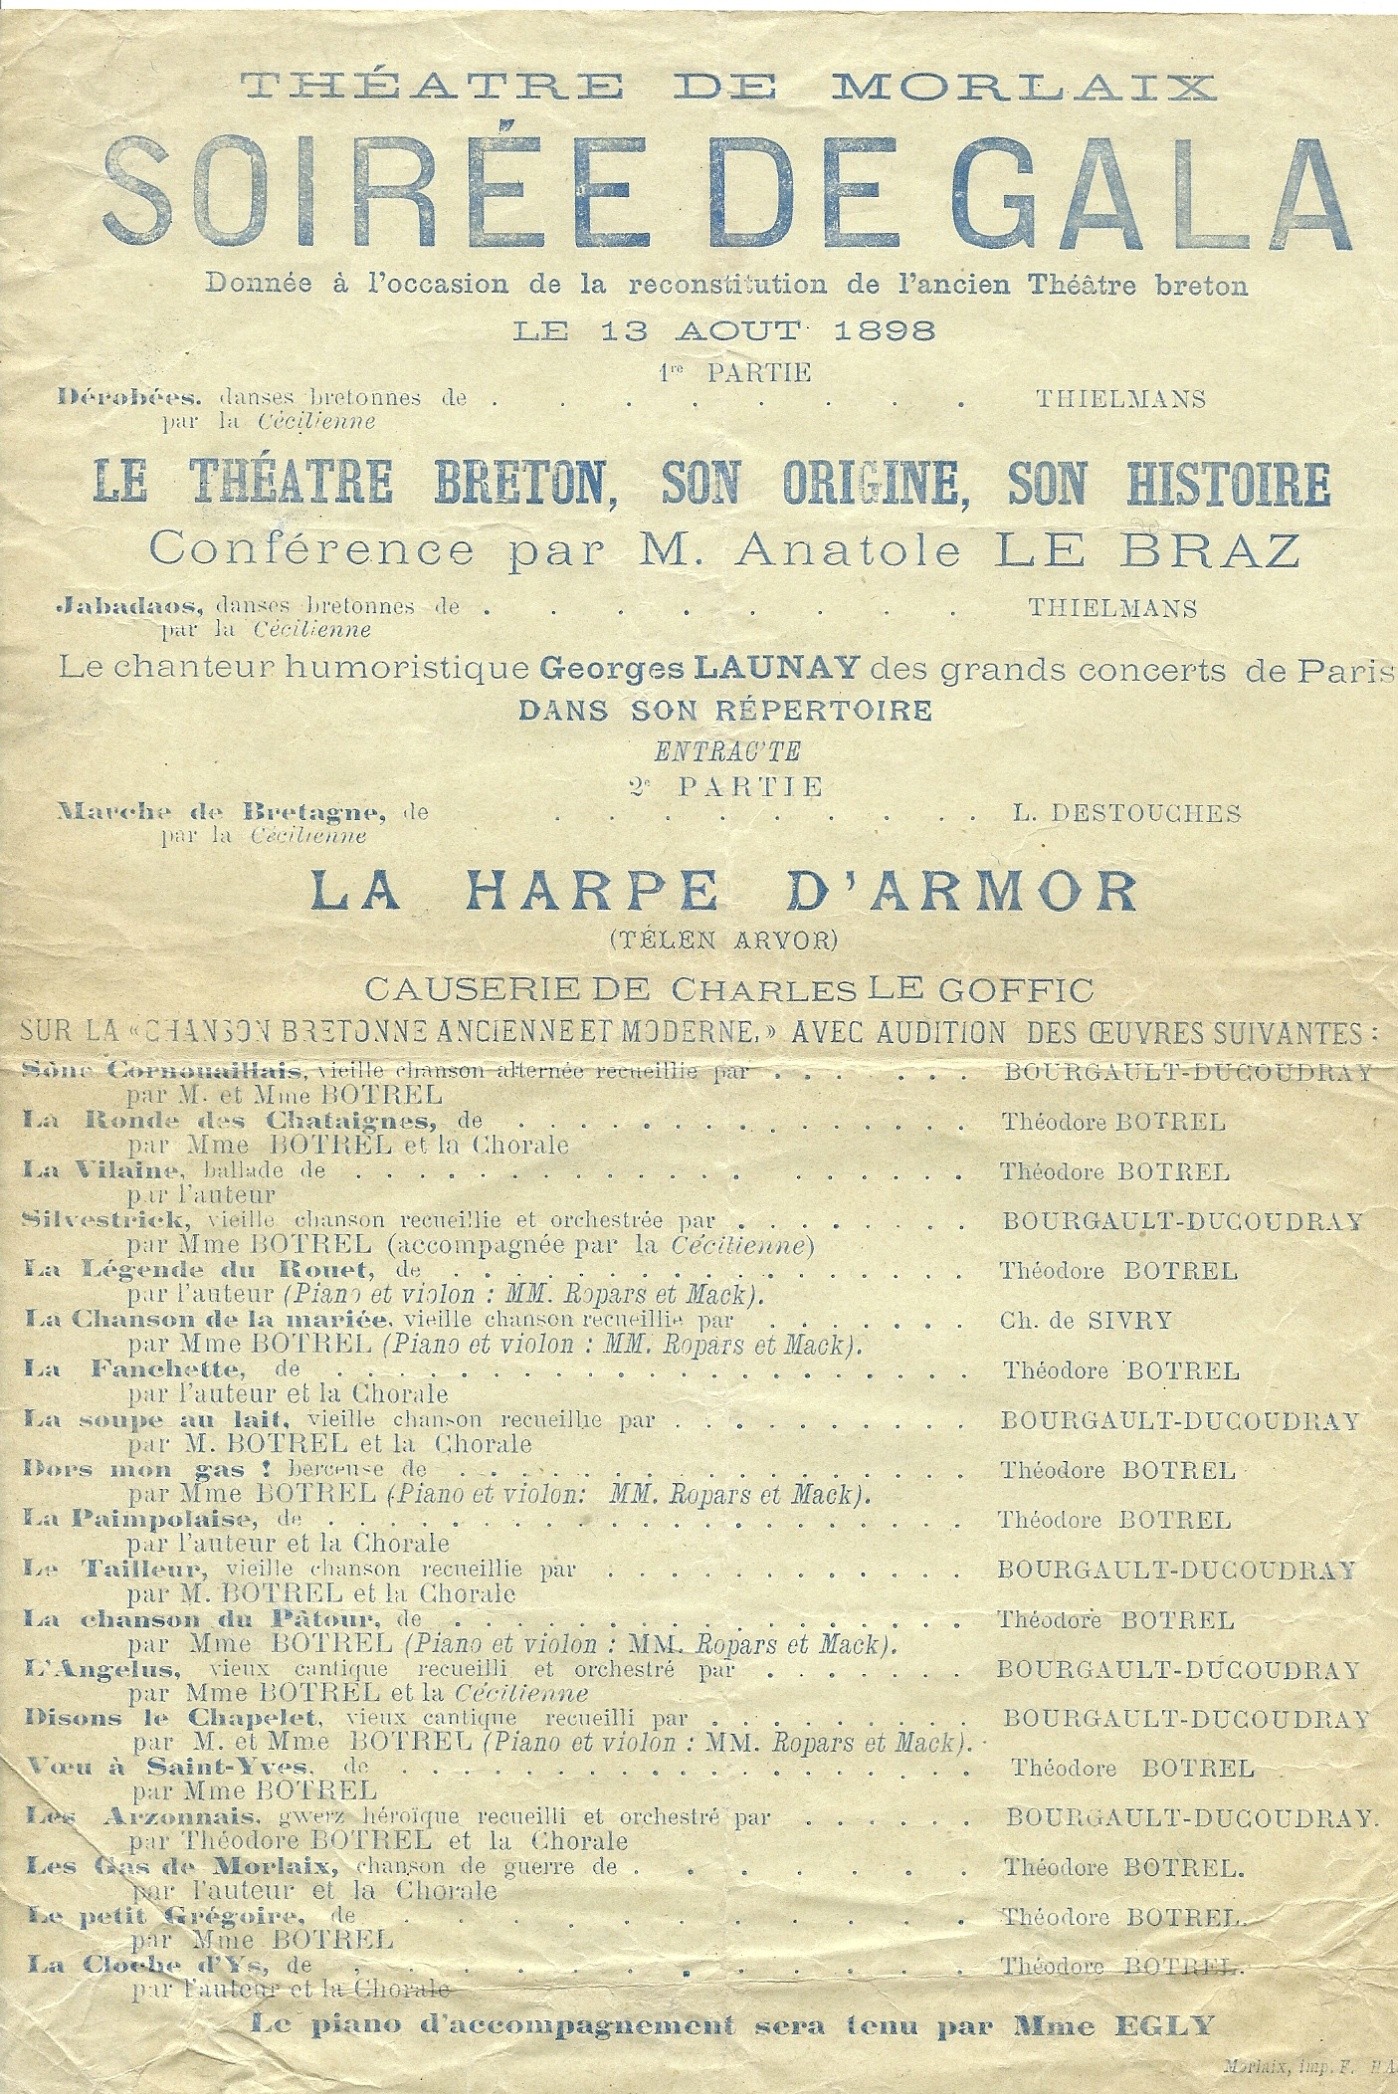 THÉATRE DE MORLAIX
SOIRÉE DE GALA
Donnée à l'occasion de la reconstitution de l'ancien Théâtre breton
LE 13 AOUT 1898
1re PARTIE
Dérobées, danses bretonnes de . . . . . . . . THIELMANS
par la Cécilienne
LE THÉATRE BRETON, SON ORIGINE, SON HISTOIRE
Conférence par M. Anatole LE BRAZ
Jabadaos, danses bretonnes de . . . . . . . . THIELMANS
par la Cécilienne
Le chanteur humoristique Georges LAUNAY des grands concerts de Paris
DANS SON RÉPERTOIRE
ENTRAC'TE
2e PARTIE
Marche de Bretagne, de . . . . . . . . L. DESTOUCHES
par la Cécilienne
LA HARPE D'ARMOR
(TÉLEN ARVOR)
CAUSERIE DE CHARLES LE GOFFIC
SUR LA « CHANSON BRETONNE ANCIENNE ET MODERNE, » AVEC AUDITION DES ŒUVRES SUIVANTES :
Sône Cornouaillais, vieille chanson alternée recueillie par . . . . . . BOURGAULT-DUCOUDRAY
par M. et Mme BOTREL
La Ronde des Chataignes, de . . . . . . . . . . . Théodore BOTREL
par Mme BOTREL et la Chorale
La Vilaine, ballade de . . . . . . . . . . . . . . Théodore BOTREL
par l'auteur
Silvestrick, vieille chanson recueillie et orchestrée par . . . . . . . . BOURGAULT-DUCOUDRAY
par Mme BOTREL (accompagnée par la Cécilienne)
La Légende du Rouet, de . . . . . . . . . . . . . Théodore BOTREL
par l'auteur (Piano et violon : MM. Ropars et Mack).
La Chanson de la mariée, vieille chanson recueillie par . . . . . . . Ch. de SIVRY
par Mme BOTREL (Piano et violon : MM. Ropars et Mack).
La Fanchette, de . . . . . . . . . . . . . . . Théodore BOTREL
par l'auteur et la Chorale
La soupe au lait, vieille chanson recueillie par . . . . . . . . . BOURGAULT-DUCOUDRAY
par M. BOTREL et la Chorale
Dors mon gas ! berceuse de . . . . . . . . . . . . . Théodore BOTREL
par Mme BOTREL (Piano et violon: MM. Ropars et Mack).
La Paimpolaise, de . . . . . . . . . . . . . . . Théodore BOTREL
par l'auteur et la Chorale
Le Tailleur, vieille chanson recueillie par . . . . . . . . . . BOURGAULT-DUCOUDRAY
par M. BOTREL et la Chorale
La chanson du Pâtour, de . . . . . . . . . . . . . Théodore BOTREL
par Mme BOTREL (Piano et violon : MM. Ropars et Mack).
L'Angelus, vieux cantique recueilli et orchestré par . . . . . . . BOURGAULT-DUCOUDRAY
par Mme BOTREL et la Cécilienne
Disons le Chapelet, vieux cantique recueilli par . . . . . . . . . BOURGAULT-DUCOUDRAY
par M. et Mme BOTREL (Piano et violon : MM. Ropars et Mack).
Vœu à Saint-Yves, de . . . . . . . . . . . . . . Théodore BOTREL
par Mme BOTREL
Les Arzonnais, gwerz héroïque recueilli et orchestré par . . . . . . BOURGAULT-DUCOUDRAY.
par Théodore BOTREL et la Chorale
Les Gas de Morlaix, chanson de guerre de . . . . . . . Théodore BOTREL.
par l'auteur et la Chorale
Le petit Grégoire, de . . . . . . . . . . . Théodore BOTREL.
par Mme BOTREL
La Cloche d'Ys, de , . . . . . . . . . . . Théodore BOTREL.
par l'auteur et la Chorale
Le piano d'accompagnement sera tenu par Mme EGLY
Morlaix, imp. F.